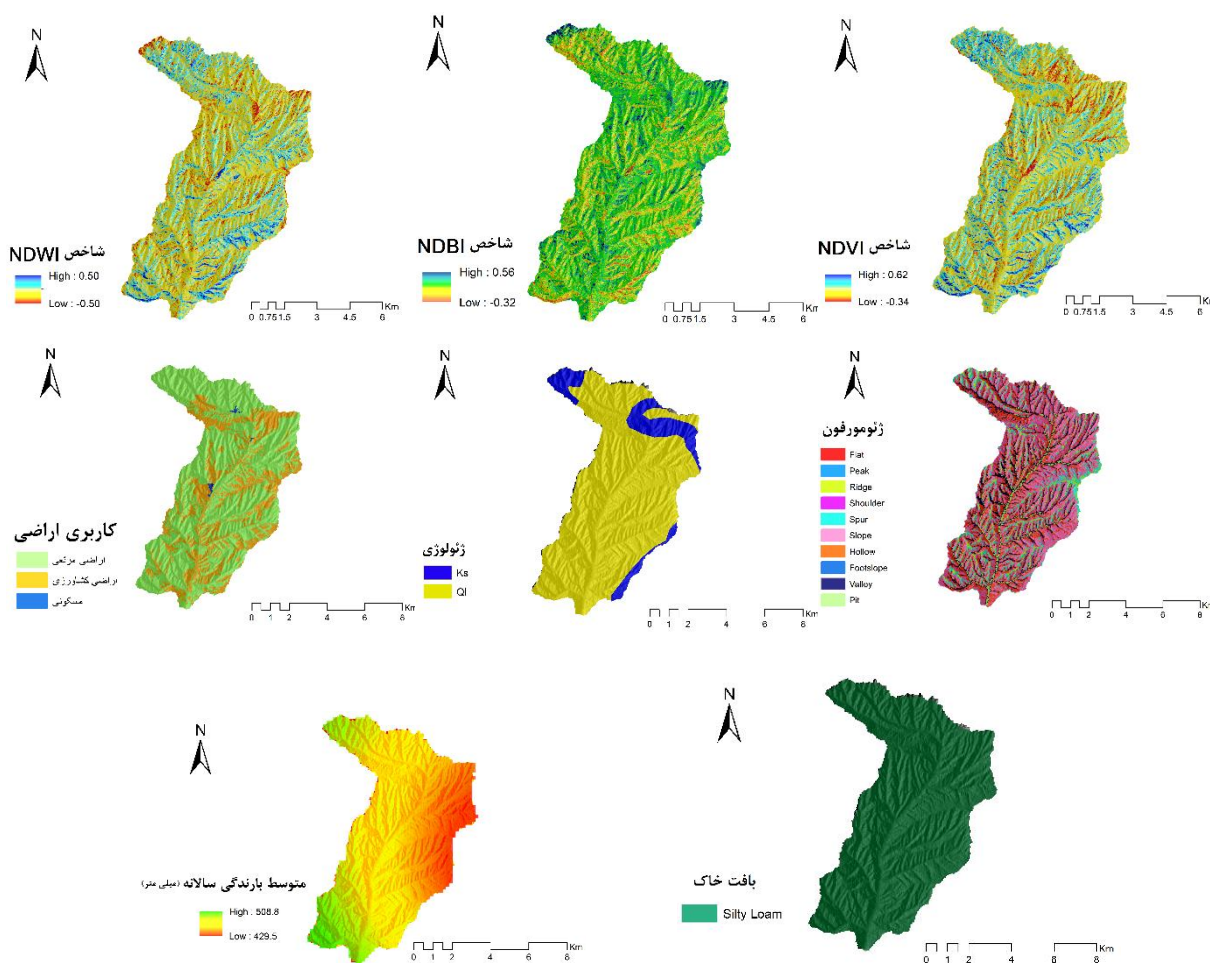 N
شاخص NDWI
High : 0.50
Low : -0.50
Km
0 0.75 1.5 3 4.5 6
N
شاخص NDBI
High : 0.56
Low : -0.32
Km
0 0.75 1.5 3 4.5 6
N
شاخص NDVI
High : 0.62
Low : -0.34
Km
0 0.75 1.5 3 4.5 6
N
کاربری اراضی
اراضی مرتعی
اراضی کشاورزی
مسکونی
Km
0 1 2 4 6 8
N
ژئولوژی
Ks
Ql
Km
0 1 2 4 6 8
N
ژئومورفون
Flat
Peak
Ridge
Shoulder
Spur
Slope
Hollow
Footslope
Valley
Pit
Km
0 1 2 4 6 8
N
متوسط بارندگی سالانه (میلی متر)
High : 508.8
Low : 429.5
Km
0 1 2 4 6 8
N
بافت خاک
Silty Loam
Km
0 1 2 4 6 8